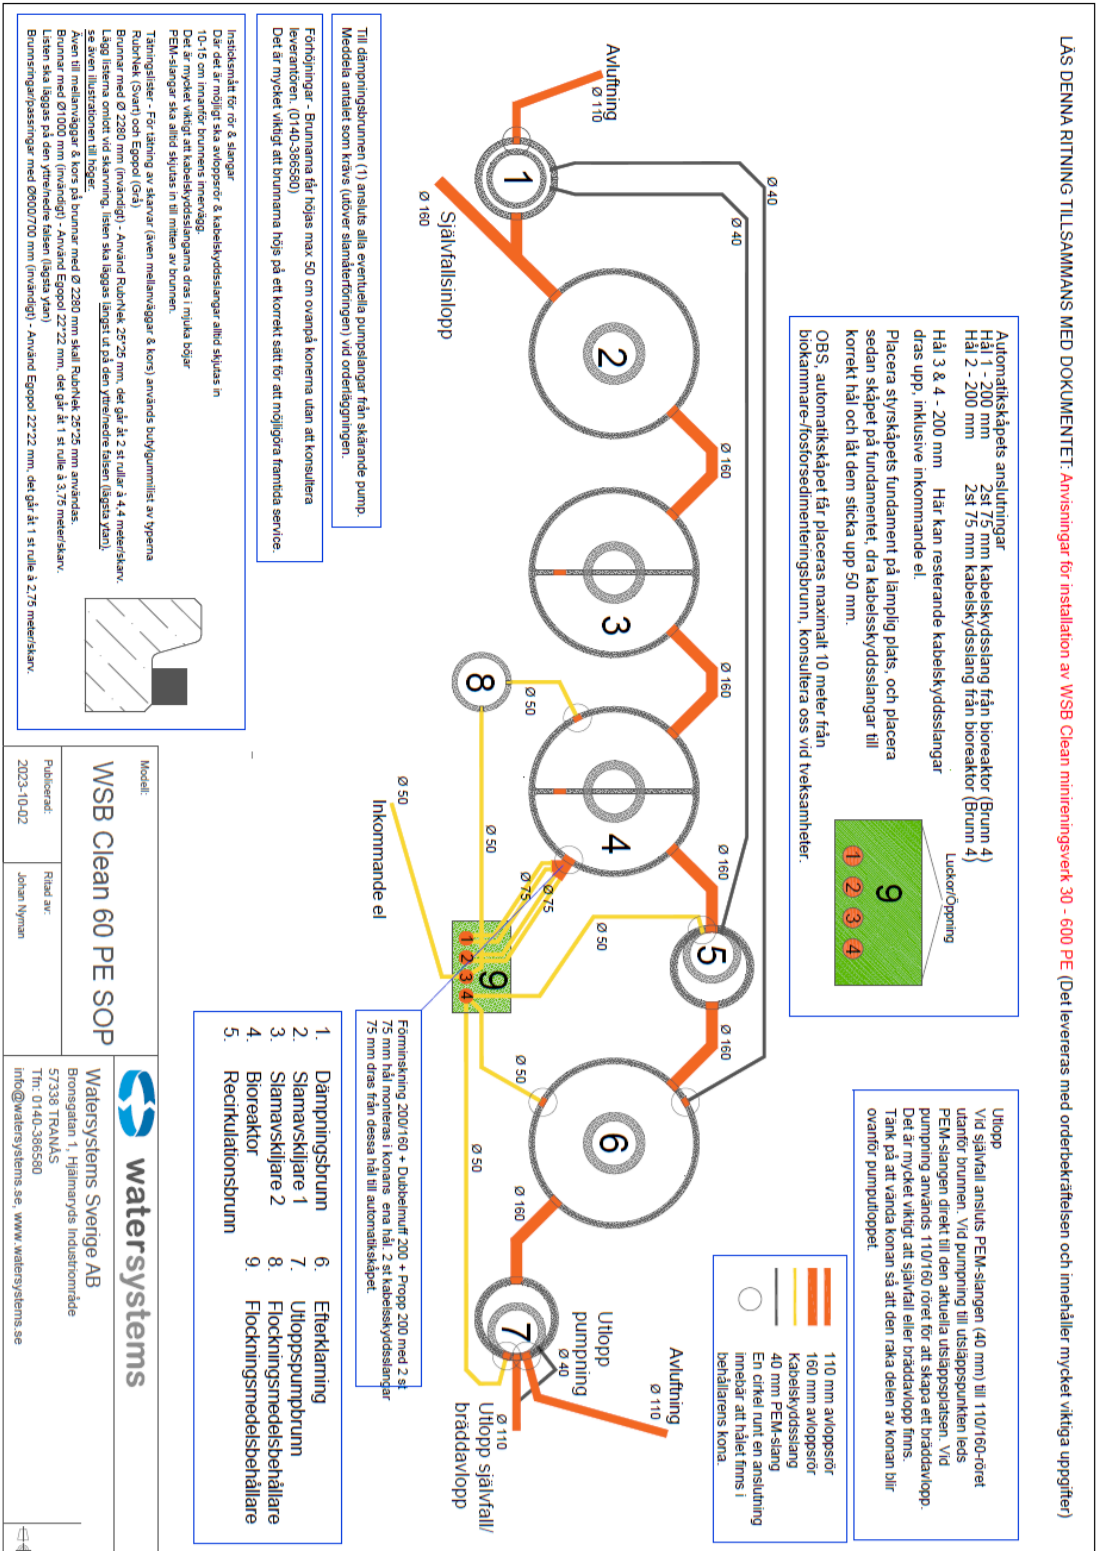 LÄS DENNA RITNING TILLSAMMANS MED DOKUMENTET: Anvisningar för installation av WSB Clean minireningsverk 30 - 600 PE (Det levereras med orderbekräftelsen och innehåller mycket viktiga uppgifter)
Automatikskåpets anslutningar
Hål 1 - 200 mm 2st 75 mm kabelskydsslang från bioreaktor (Brunn 4)
Hål 2 - 200 mm 2st 75 mm kabelskydsslang från bioreaktor (Brunn 4)
Hål 3 & 4 - 200 mm Här kan resterande kabelskyddsslangar
dras upp, inklusive inkommande el.
Placera styrskåpets fundament på lämplig plats, och placera
sedan skåpet på fundamentet, dra kabelsskyddsslangar till
korrekt hål och låt dem sticka upp 50 mm.
OBS, automatikskåpet får placeras maximalt 10 meter från
biokammare-/fosforsedimenteringsbrunn, konsultera oss vid tveksamheter.
Luckor/Öppning
9
1 2 3 4
Utlopp
Vid självfall ansluts PEM-slangen (40 mm) till 110/160-röret
utanför brunnen. Vid pumpning till utsläppspunkten leds
PEM-slangen direkt till den aktuella utsläppsplatsen. Vid
pumpning används 110/160 röret för att skapa ett bräddavlopp.
Det är mycket viktigt att självfall eller bräddavlopp finns.
Tänk på att vända konan så att den raka delen av konan blir
ovanför pumputloppet.
110 mm avloppsrör
160 mm avloppsrör
Kabelskyddsslang
40 mm PEM-slang
En cirkel runt en anslutning
innebär att hålet finns i
behållarens kona.
Avluftning
Ø 110
1
Ø 40
Ø 40
Ø 160
Självfallsinlopp
2
Ø 160
3
Ø 160
4
Ø 160
5
Ø 160
6
Ø 160
7
8
Ø 50
Ø 50
Ø 75
Ø 75
Ø 50
Ø 50
Inkommande el
9
1 2 3 4
Ø 50
Ø 50
Avluftning
Ø 110
Utlopp
pumpning
Ø 40
Ø 110
Utlopp självfall/
bräddavlopp
Till dämpningsbrunnen (1) ansluts alla eventuella pumpslangar från skärande pump.
Meddela antalet som krävs (utöver slamåterföringen) vid orderläggningen.
Förhöjningar - Brunnarna får höjas max 50 cm ovanpå konerna utan att konsultera
leverantören. (0140-386580)
Det är mycket viktigt att brunnarna höjs på ett korrekt sätt för att möjliggöra framtida service.
Insticksmått för rör & slangar
Där det är möjligt ska avloppsrör & kabelskyddsslangar alltid skjutas in
10-15 cm innanför brunnens innervägg.
Det är mycket viktigt att kabelskyddsslangarna dras i mjuka böjar
PEM-slangar ska alltid skjutas in till mitten av brunnen.
Tätningslister - För tätning av skarvar (även mellanväggar & kors) används butylgummilist av typerna
RubrNek (Svart) och Egopol (Grå)
Brunnar med Ø 2280 mm (invändigt) - Använd RubrNek 25*25 mm, det går åt 2 st rullar à 4,4 meter/skarv.
Lägg listerna omlott vid skarvning, listen ska läggas längst ut på den yttre/nedre falsen (lägsta ytan),
se även illustrationen till höger.
Även till mellanväggar & kors på brunnar med Ø 2280 mm skall RubrNek 25*25 mm användas.
Brunnar med Ø1000 mm (invändigt) - Använd Egopol 22*22 mm, det går åt 1 st rulle à 3,75 meter/skarv.
Listen ska läggas på den yttre/nedre falsen (lägsta ytan)
Brunnsringar/passringar med Ø600/700 mm (invändigt) - Använd Egopol 22*22 mm, det går åt 1 st rulle à 2,75 meter/skarv.
Förminskning 200/160 + Dubbelmuff 200 + Propp 200 med 2 st
75 mm hål monteras i konans ena hål. 2 st kabelsskyddsslangar
75 mm dras från dessa hål till automatikskåpet.
1. Dämpningsbrunn
2. Slamavskiljare 1
3. Slamavskiljare 2
4. Bioreaktor
5. Recirkulationsbrunn
6. Efterklarning
7. Utloppspumpbrunn
8. Flockningsmedelsbehållare
9. Flockningsmedelsbehållare
Modell:
WSB Clean 60 PE SOP
Publicerad:
2023-10-02
Ritad av:
Johan Nyman
watersystems
Watersystems Sverige AB
Bronsgatan 1, Hjälmaryds Industriområde
57338 TRANÅS
Tfn: 0140-386580
info@watersystems.se, www.watersystems.se